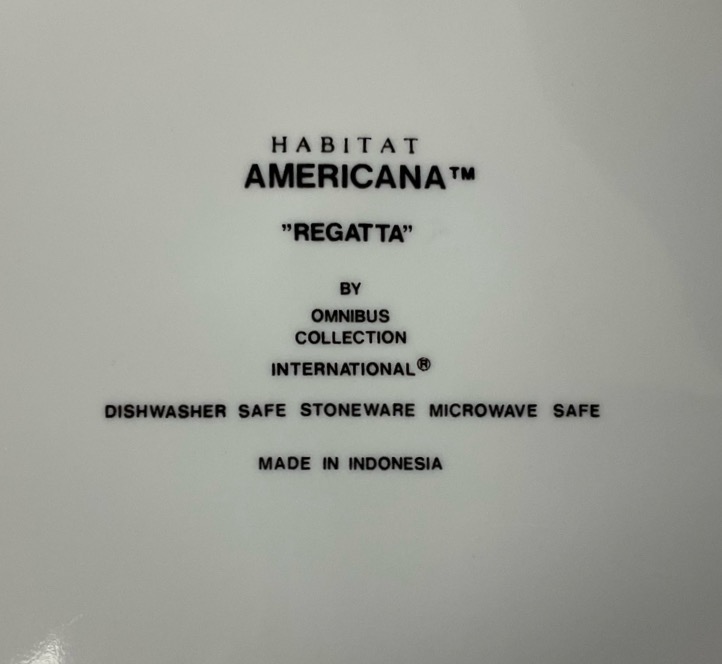 HABITAT
AMERICANA™
”REGATTA”
BY
OMNIBUS
COLLECTION
INTERNATIONAL®
DISHWASHER SAFE STONEWARE MICROWAVE SAFE
MADE IN INDONESIA